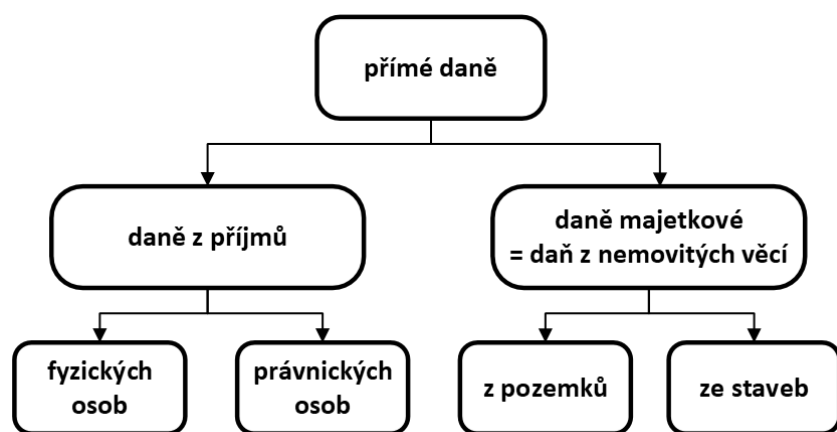 přímé daně
daně z příjmů
daně majetkové
= daň z nemovitých věcí
fyzických
osob
právnických
osob
z pozemků
ze staveb